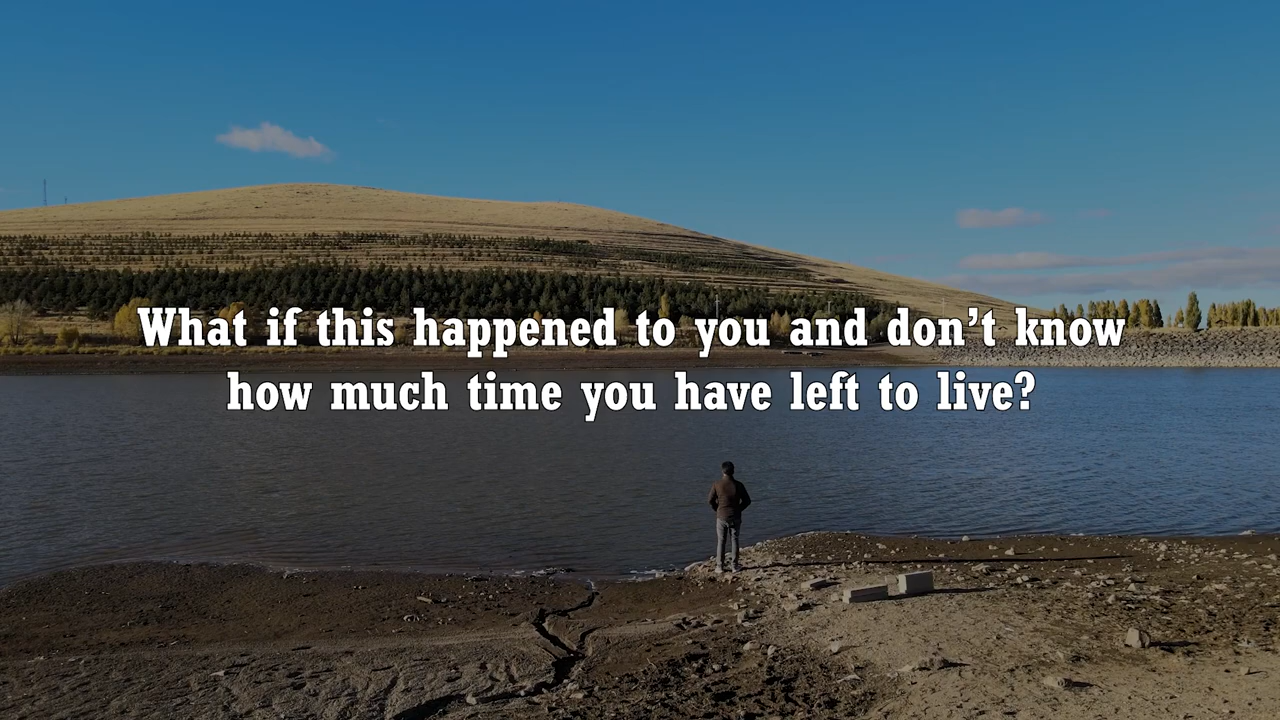 What if this happened to you and don’t know
how much time you have left to live?